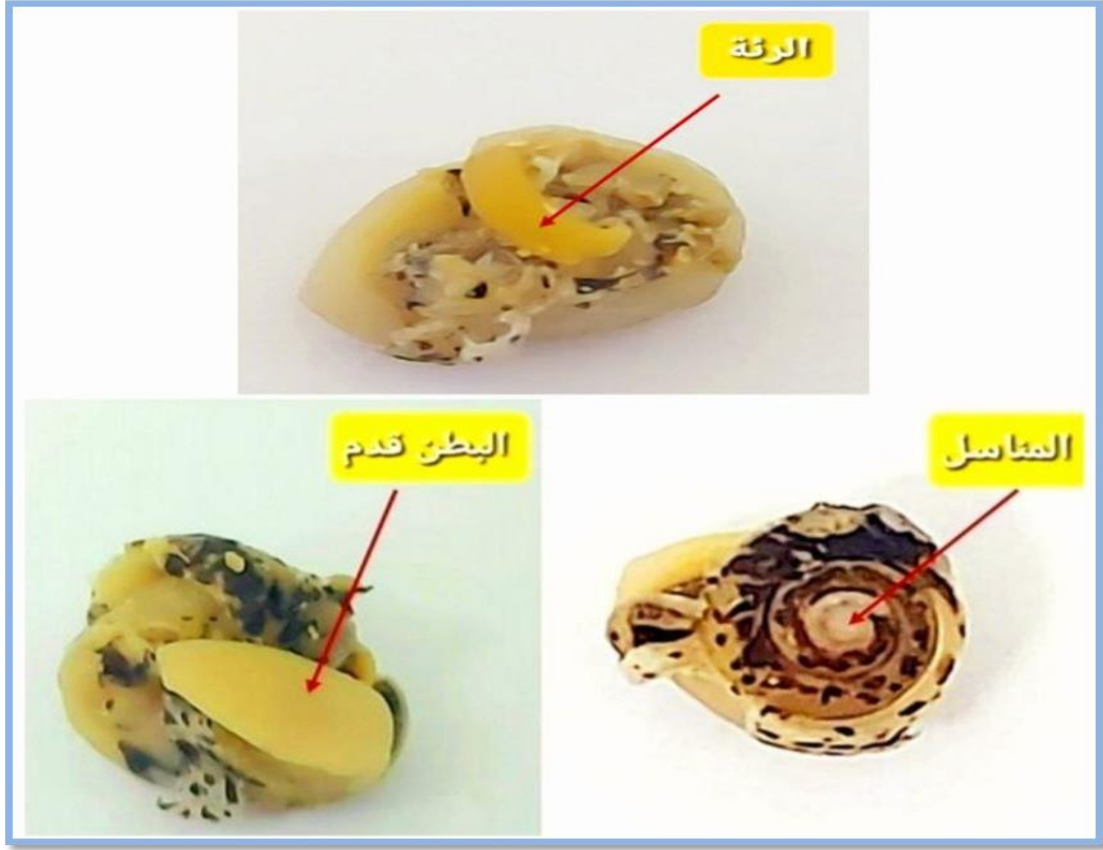 الرئة
البطن قدم
المناسل